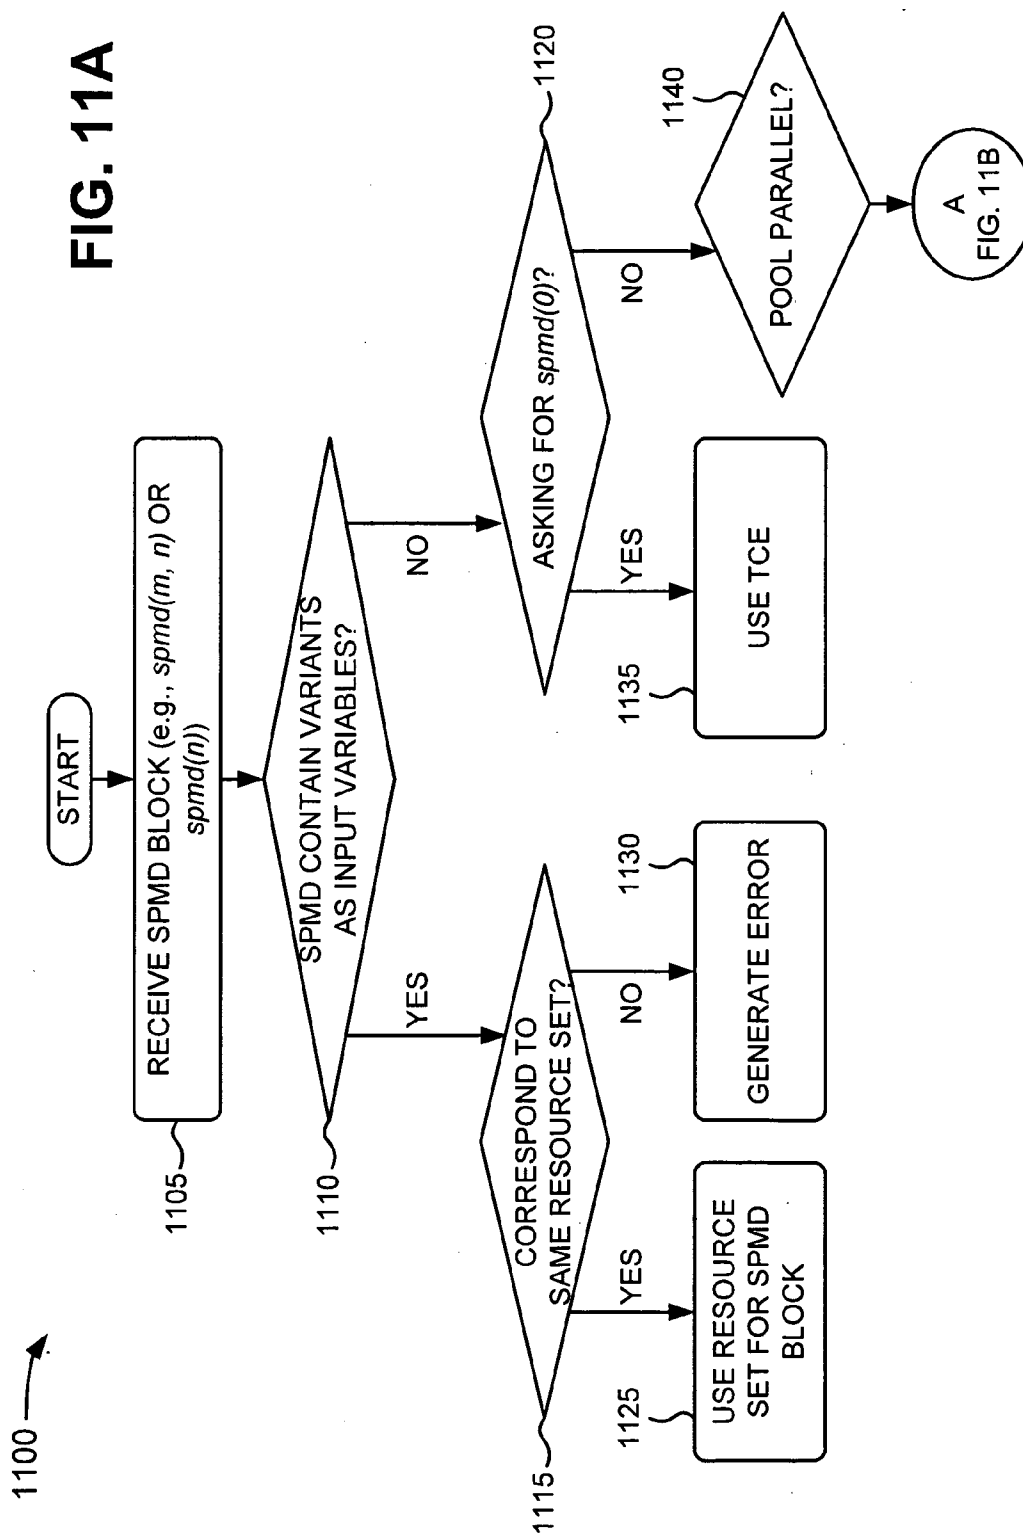 FIG. 11A
1100
START
RECEIVE SPMD BLOCK (e.g., spmd(m, n) OR
spmd(n))
1105
SPMD CONTAIN VARIANTS
AS INPUT VARIABLES?
1110
YES
NO
CORRESPOND TO
SAME RESOURCE SET?
1115
ASKING FOR spmd(0)?
1120
YES
NO
YES
NO
1125
USE RESOURCE
SET FOR SPMD
BLOCK
1130
GENERATE ERROR
1135
USE TCE
1140
POOL PARALLEL?
A
FIG. 11B